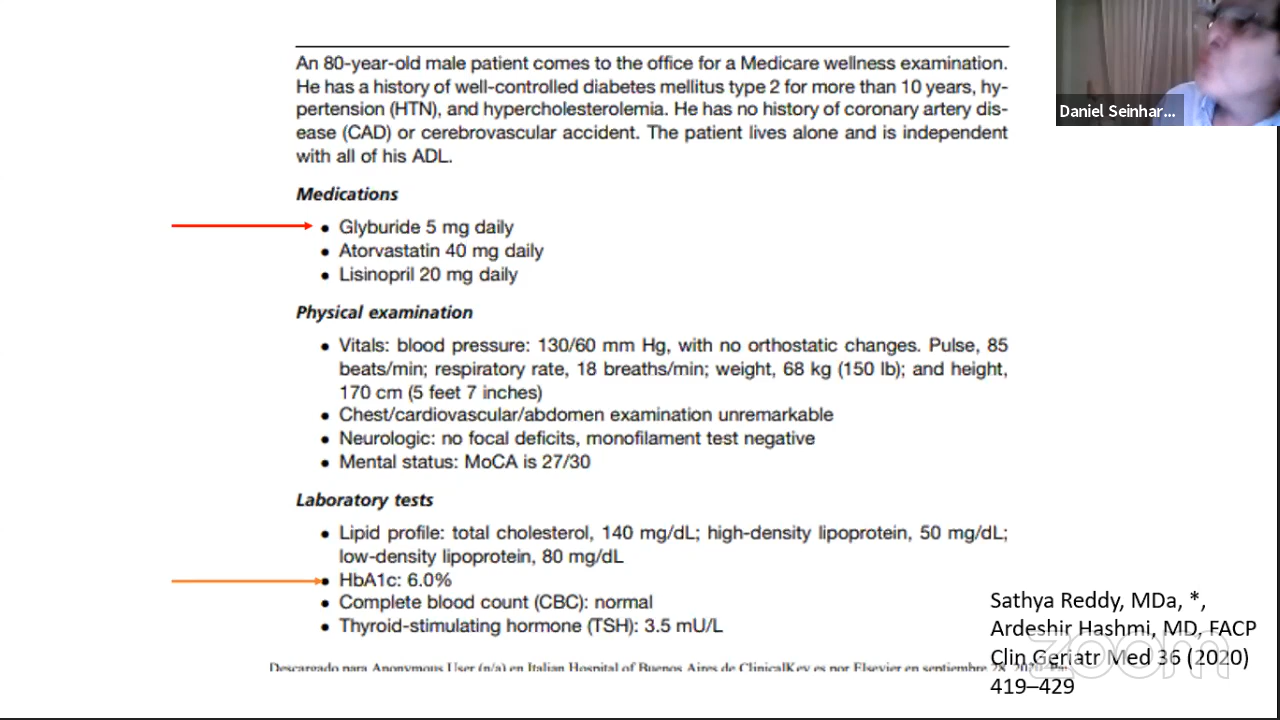 An 80-year-old male patient comes to the office for a Medicare wellness examination.
He has a history of well-controlled diabetes mellitus type 2 for more than 10 years, hy-
pertension (HTN), and hypercholesterolemia. He has no history of coronary artery dis-
ease (CAD) or cerebrovascular accident. The patient lives alone and is independent
with all of his ADL.
Medications
• Glyburide 5 mg daily
• Atorvastatin 40 mg daily
• Lisinopril 20 mg daily
Physical examination
• Vitals: blood pressure: 130/60 mm Hg, with no orthostatic changes. Pulse, 85
beats/min; respiratory rate, 18 breaths/min; weight, 68 kg (150 lb); and height,
170 cm (5 feet 7 inches)
• Chest/cardiovascular/abdomen examination unremarkable
• Neurologic: no focal deficits, monofilament test negative
• Mental status: MoCA is 27/30
Laboratory tests
• Lipid profile: total cholesterol, 140 mg/dL; high-density lipoprotein, 50 mg/dL;
low-density lipoprotein, 80 mg/dL
• HbA1c: 6.0%
• Complete blood count (CBC): normal
• Thyroid-stimulating hormone (TSH): 3.5 mU/L
Descargado para Anonymous User (n/a) en Italian Hospital of Buenos Aires de ClinicalKey es por Elsevier en septiembre 28, 2020
Daniel Seinhar...
Sathya Reddy, MDa, *,
Ardeshir Hashmi, MD, FACP
Clin Geriatr Med 36 (2020)
419–429
zoom